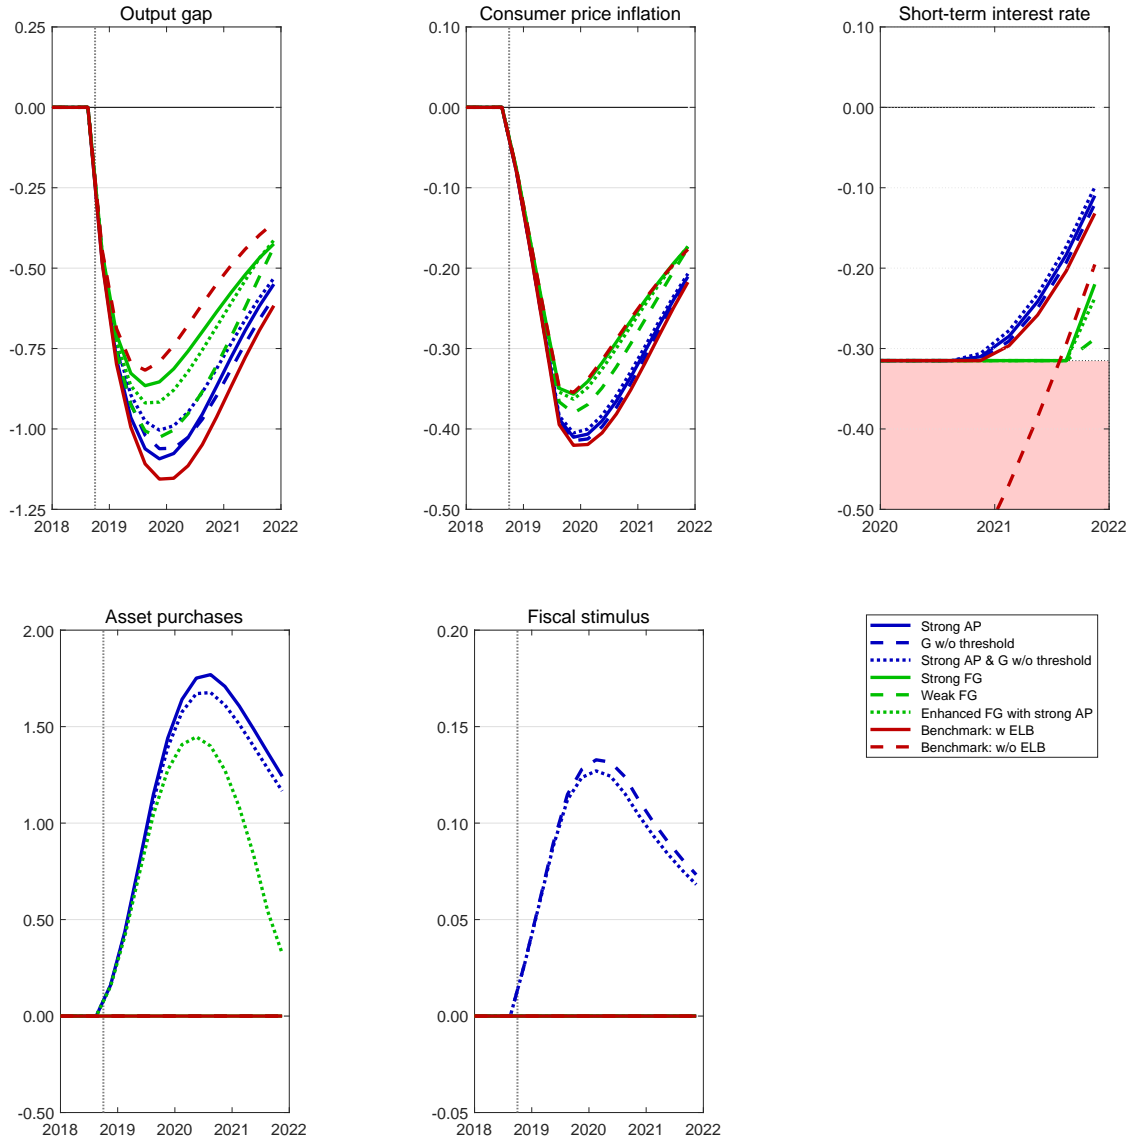 Output gap
0.25
0.00
-0.25
-0.50
-0.75
-1.00
-1.25
2018 2019 2020 2021 2022
Consumer price inflation
0.10
0.00
-0.10
-0.20
-0.30
-0.40
-0.50
2018 2019 2020 2021 2022
Short-term interest rate
0.10
0.00
-0.10
-0.20
-0.30
-0.40
-0.50
2020 2021 2022
Asset purchases
2.00
1.50
1.00
0.50
0.00
-0.50
2018 2019 2020 2021 2022
Fiscal stimulus
0.20
0.15
0.10
0.05
0.00
-0.05
2018 2019 2020 2021 2022
Strong AP
G w/o threshold
Strong AP & G w/o threshold
Strong FG
Weak FG
Enhanced FG with strong AP
Benchmark: w ELB
Benchmark: w/o ELB